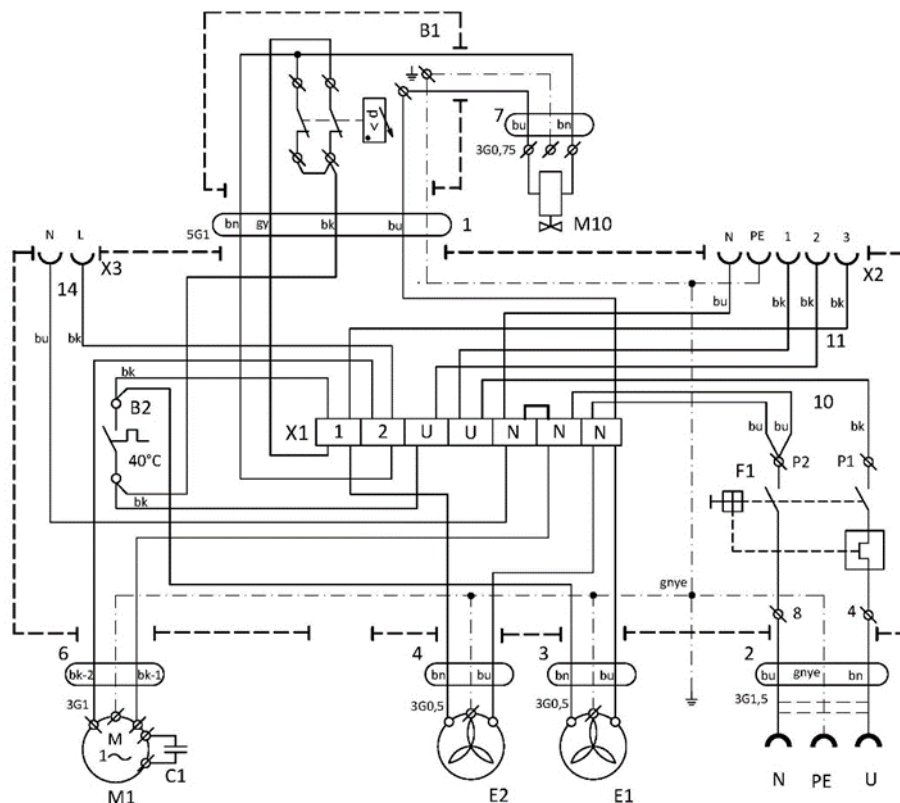 B1
7
bu bn
3G0,75
<d
bn gy bk bu
5G1
1
M10
N L
X3
N PE 1 2 3
X2
14
bu bk
bu bk bk bk
11
bk
B2
40°C
bk
10
bu bu bk
X1 1 2 U U N N N
F1
P2 P1
gnye
8 4
6
bk-2 bk-1
3G1
4
bn bu
3G0,5
3
bn bu
3G0,5
2
bu gnye bn
3G1,5
M
1~
C1
M1
E2
E1
N PE U